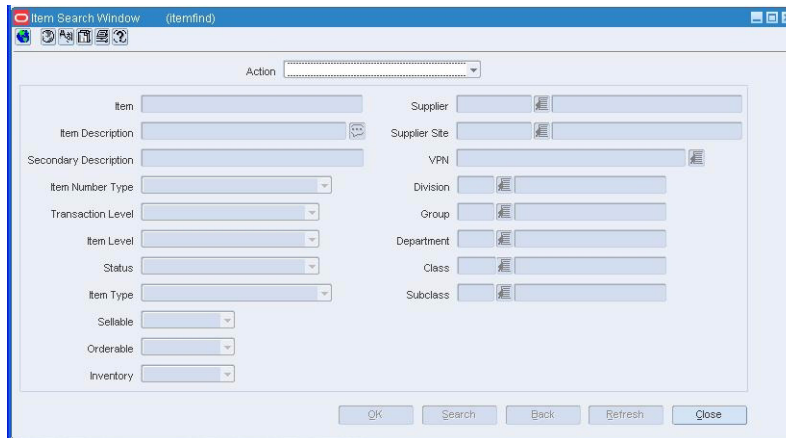 Item Search Window (itemfind)
Action
Item
Supplier
Item Description
Supplier Site
Secondary Description
VPN
Item Number Type
Division
Transaction Level
Group
Item Level
Department
Status
Class
Item Type
Subclass
Sellable
Orderable
Inventory
OK Search Back Refresh Close